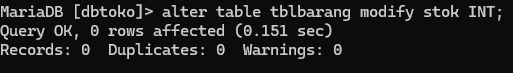 MariaDB [dbtoko]> alter table tblbarang modify stok INT;
Query OK, 0 rows affected (0.151 sec)
Records: 0  Duplicates: 0  Warnings: 0